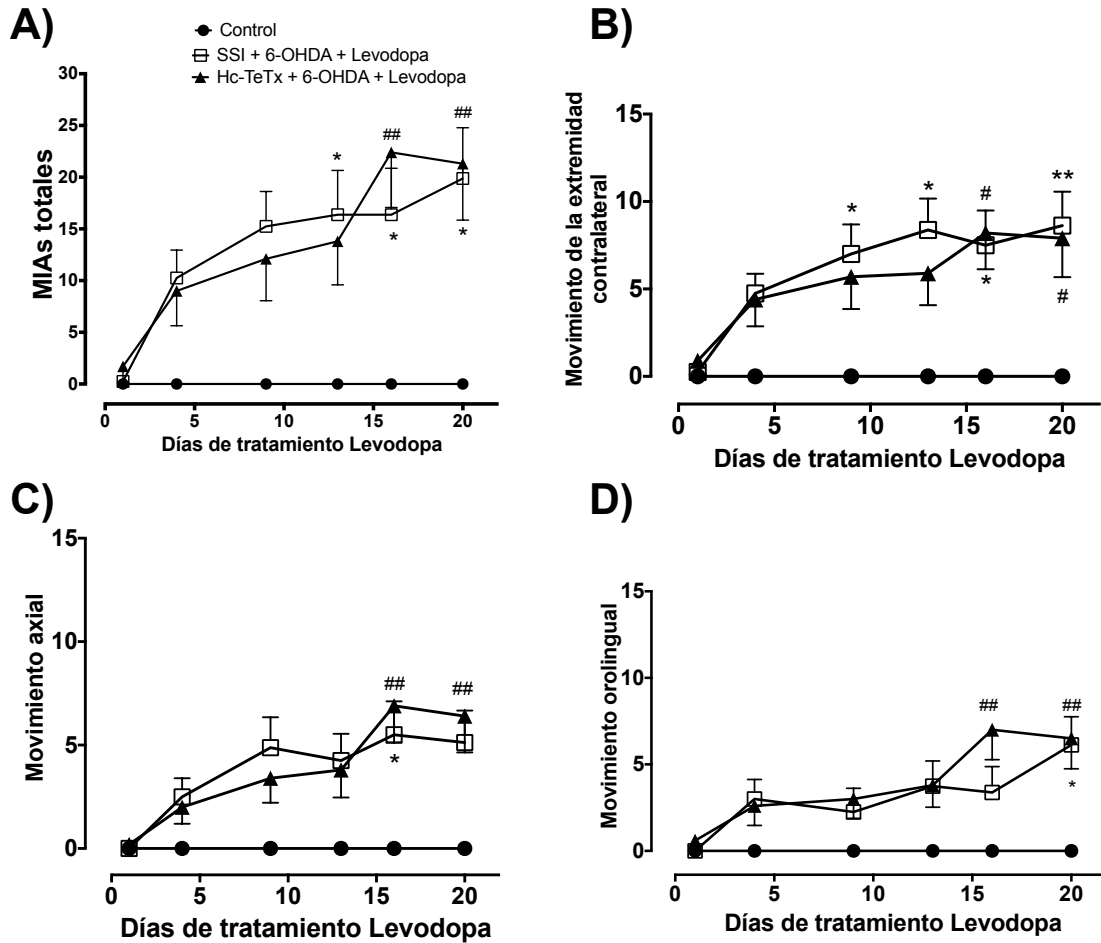 A)
Control
SSI + 6-OHDA + Levodopa
Hc-TeTx + 6-OHDA + Levodopa
MIAs totales
30
25
20
15
10
5
0
##
##
*
*
*
0 5 10 15 20
Días de tratamiento Levodopa
B)
Movimiento de la extremidad
contralateral
15
10
5
0
*
*
#
**
*
#
0 5 10 15 20
Días de tratamiento Levodopa
C)
Movimiento axial
15
10
5
0
##
##
*
0 5 10 15 20
Días de tratamiento Levodopa
D)
Movimiento orolingual
15
10
5
0
##
##
*
0 5 10 15 20
Días de tratamiento Levodopa